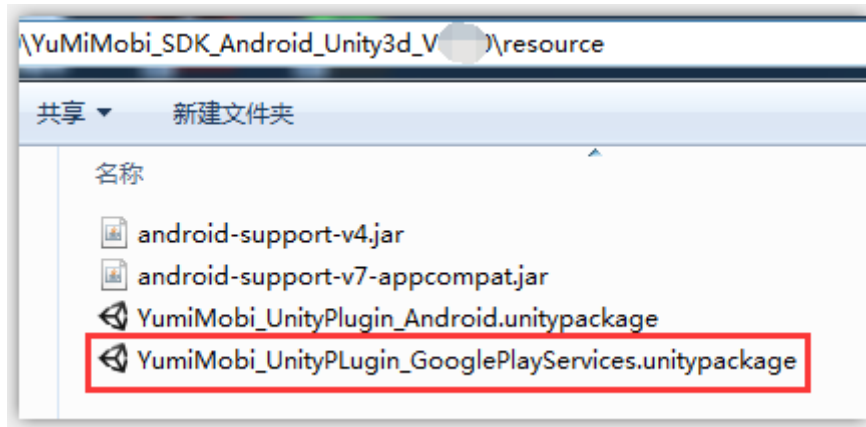 \YuMiMobi_SDK_Android_Unity3d_V 0\resource
共享 新建文件夹
名称
android-support-v4.jar
android-support-v7-appcompat.jar
YumiMobi_UnityPlugin_Android.unitypackage
YumiMobi_UnityPLugin_GooglePlayServices.unitypackage